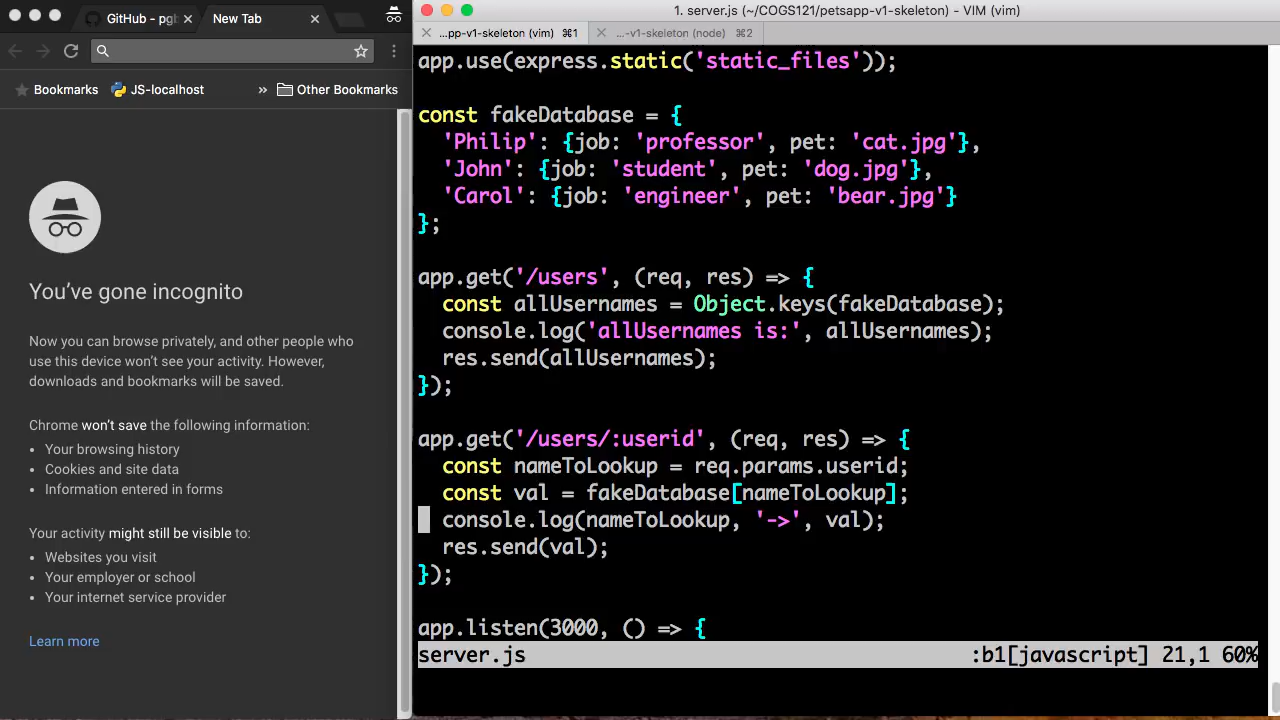 GitHub - pgb
New Tab
Bookmarks
JS-localhost
»
Other Bookmarks
You've gone incognito
Now you can browse privately, and other people who
use this device won't see your activity. However,
downloads and bookmarks will be saved.
Chrome won't save the following information:
• Your browsing history
• Cookies and site data
• Information entered in forms
Your activity might still be visible to:
• Websites you visit
• Your employer or school
• Your internet service provider
Learn more
1. server.js (~/COGS121/petsapp-v1-skeleton) - VIM (vim)
...pp-v1-skeleton (vim) ⌘1
...-v1-skeleton (node) ⌘2
app.use(express.static('static_files'));
const fakeDatabase = {
  'Philip': {job: 'professor', pet: 'cat.jpg'},
  'John': {job: 'student', pet: 'dog.jpg'},
  'Carol': {job: 'engineer', pet: 'bear.jpg'}
};
app.get('/users', (req, res) => {
  const allUsernames = Object.keys(fakeDatabase);
  console.log('allUsernames is:', allUsernames);
  res.send(allUsernames);
});
app.get('/users/:userid', (req, res) => {
  const nameToLookup = req.params.userid;
  const val = fakeDatabase[nameToLookup];
  console.log(nameToLookup, '->', val);
  res.send(val);
});
app.listen(3000, () => {
server.js :b1[javascript] 21,1 60%